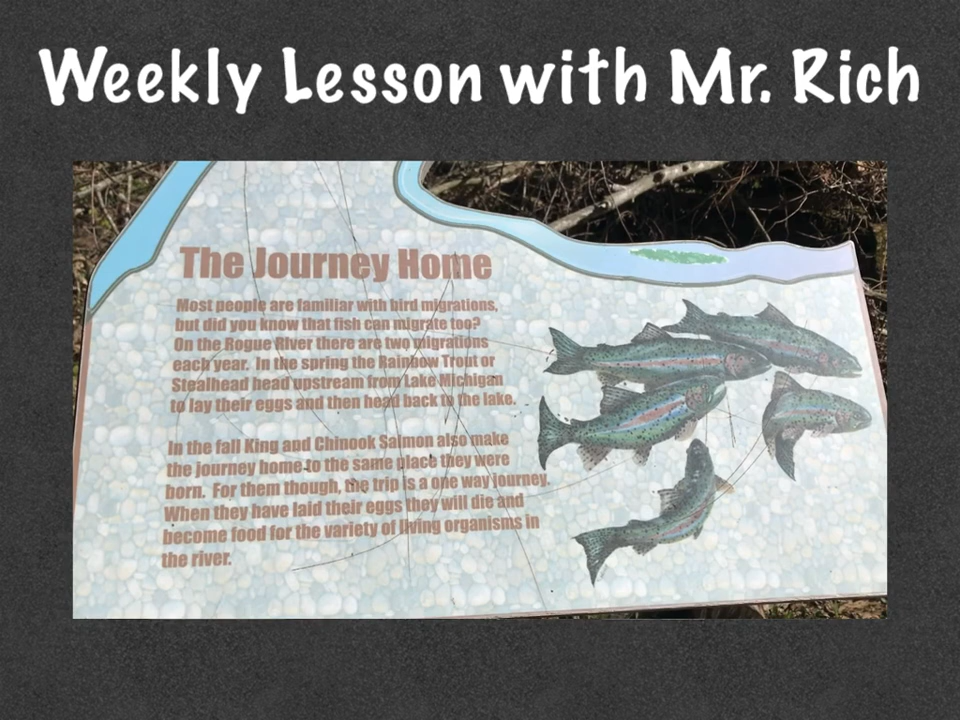 Weekly Lesson with Mr. Rich
The Journey Home
Most people are familiar with bird migrations,
but did you know that fish can migrate too?
On the Rogue River there are two migrations
each year. In the spring the Rainbow Trout or
Stealhead head upstream from Lake Michigan
to lay their eggs and then head back to the lake.
In the fall King and Chinook Salmon also make
the journey home to the same place they were
born. For them though, the trip is a one way journey.
When they have laid their eggs they will die and
become food for the variety of living organisms in
the river.